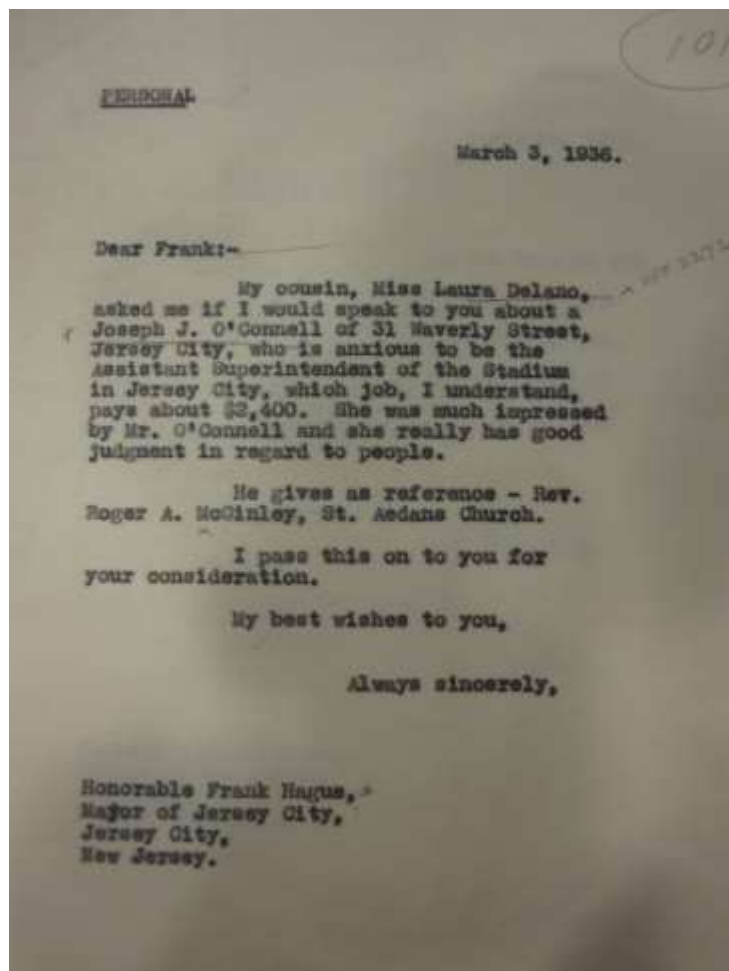 101
PERSONAL
March 3, 1936.
Dear Frank:-
My cousin, Miss Laura Delano,
asked me if I would speak to you about a
Joseph J. O'Connell of 31 Waverly Street,
Jersey City, who is anxious to be the
Assistant Superintendent of the Stadium
in Jersey City, which job, I understand,
pays about $2,400. She was much impressed
by Mr. O'Connell and she really has good
judgment in regard to people.
He gives as reference - Rev.
Roger A. McGinley, St. Aedans Church.
I pass this on to you for
your consideration.
My best wishes to you,
Always sincerely,
Honorable Frank Hague,
Mayor of Jersey City,
Jersey City,
New Jersey.